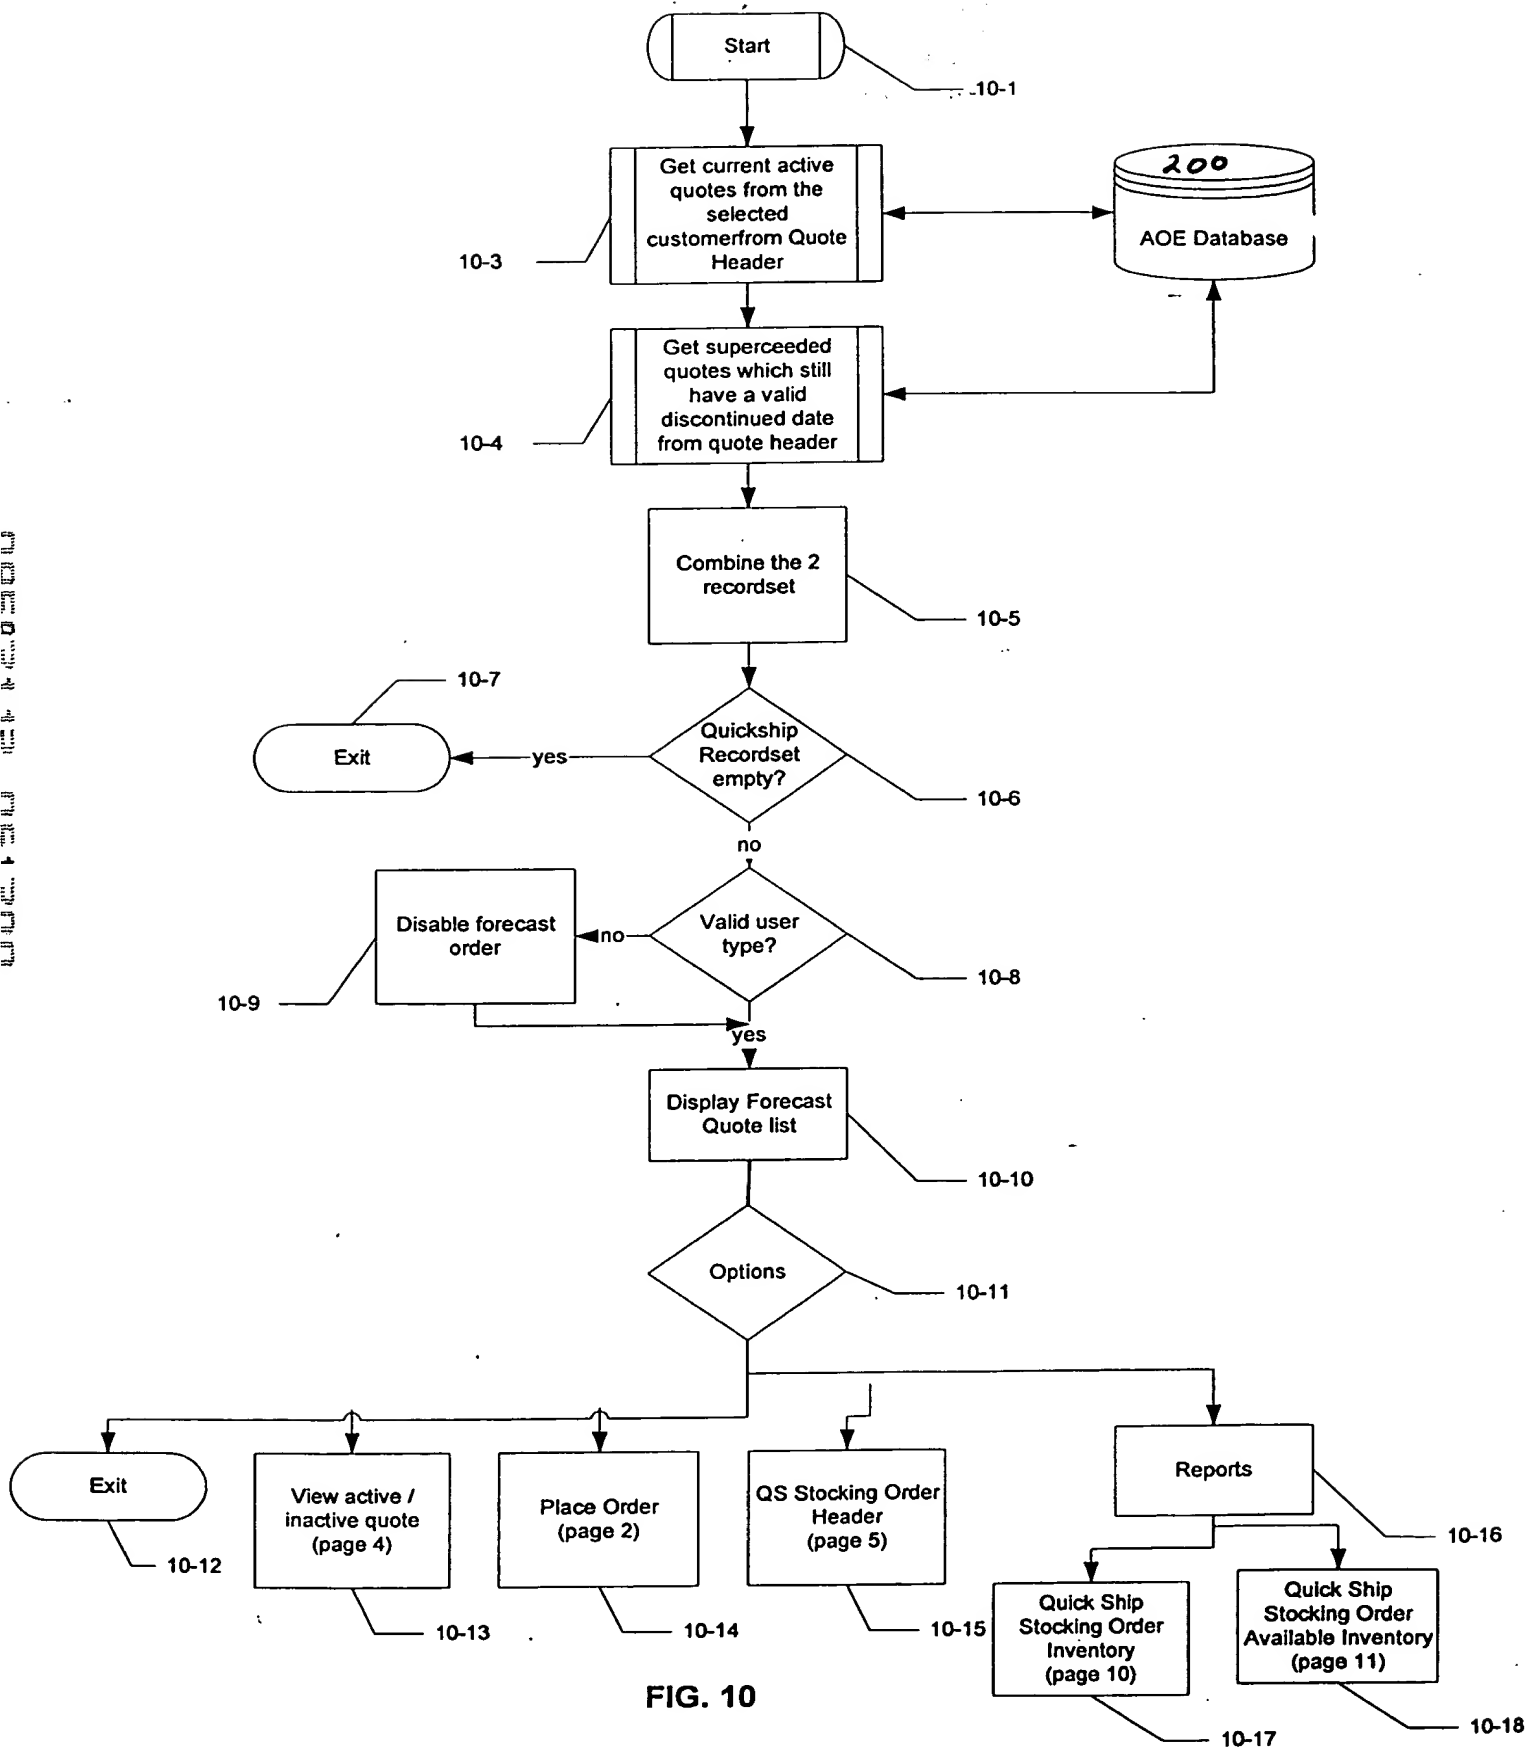 Start
10-1
Get current active
quotes from the
selected
customerfrom Quote
Header
10-3
200
AOE Database
Get superceeded
quotes which still
have a valid
discontinued date
from quote header
10-4
Combine the 2
recordset
10-5
10-7
Exit
yes
Quickship
Recordset
empty?
10-6
no
Disable forecast
order
no
Valid user
type?
10-8
10-9
yes
Display Forecast
Quote list
10-10
Options
10-11
Exit
10-12
View active /
inactive quote
(page 4)
10-13
Place Order
(page 2)
10-14
QS Stocking Order
Header
(page 5)
10-15
Reports
10-16
Quick Ship
Stocking Order
Inventory
(page 10)
10-17
Quick Ship
Stocking Order
Available Inventory
(page 11)
10-18
FIG. 10